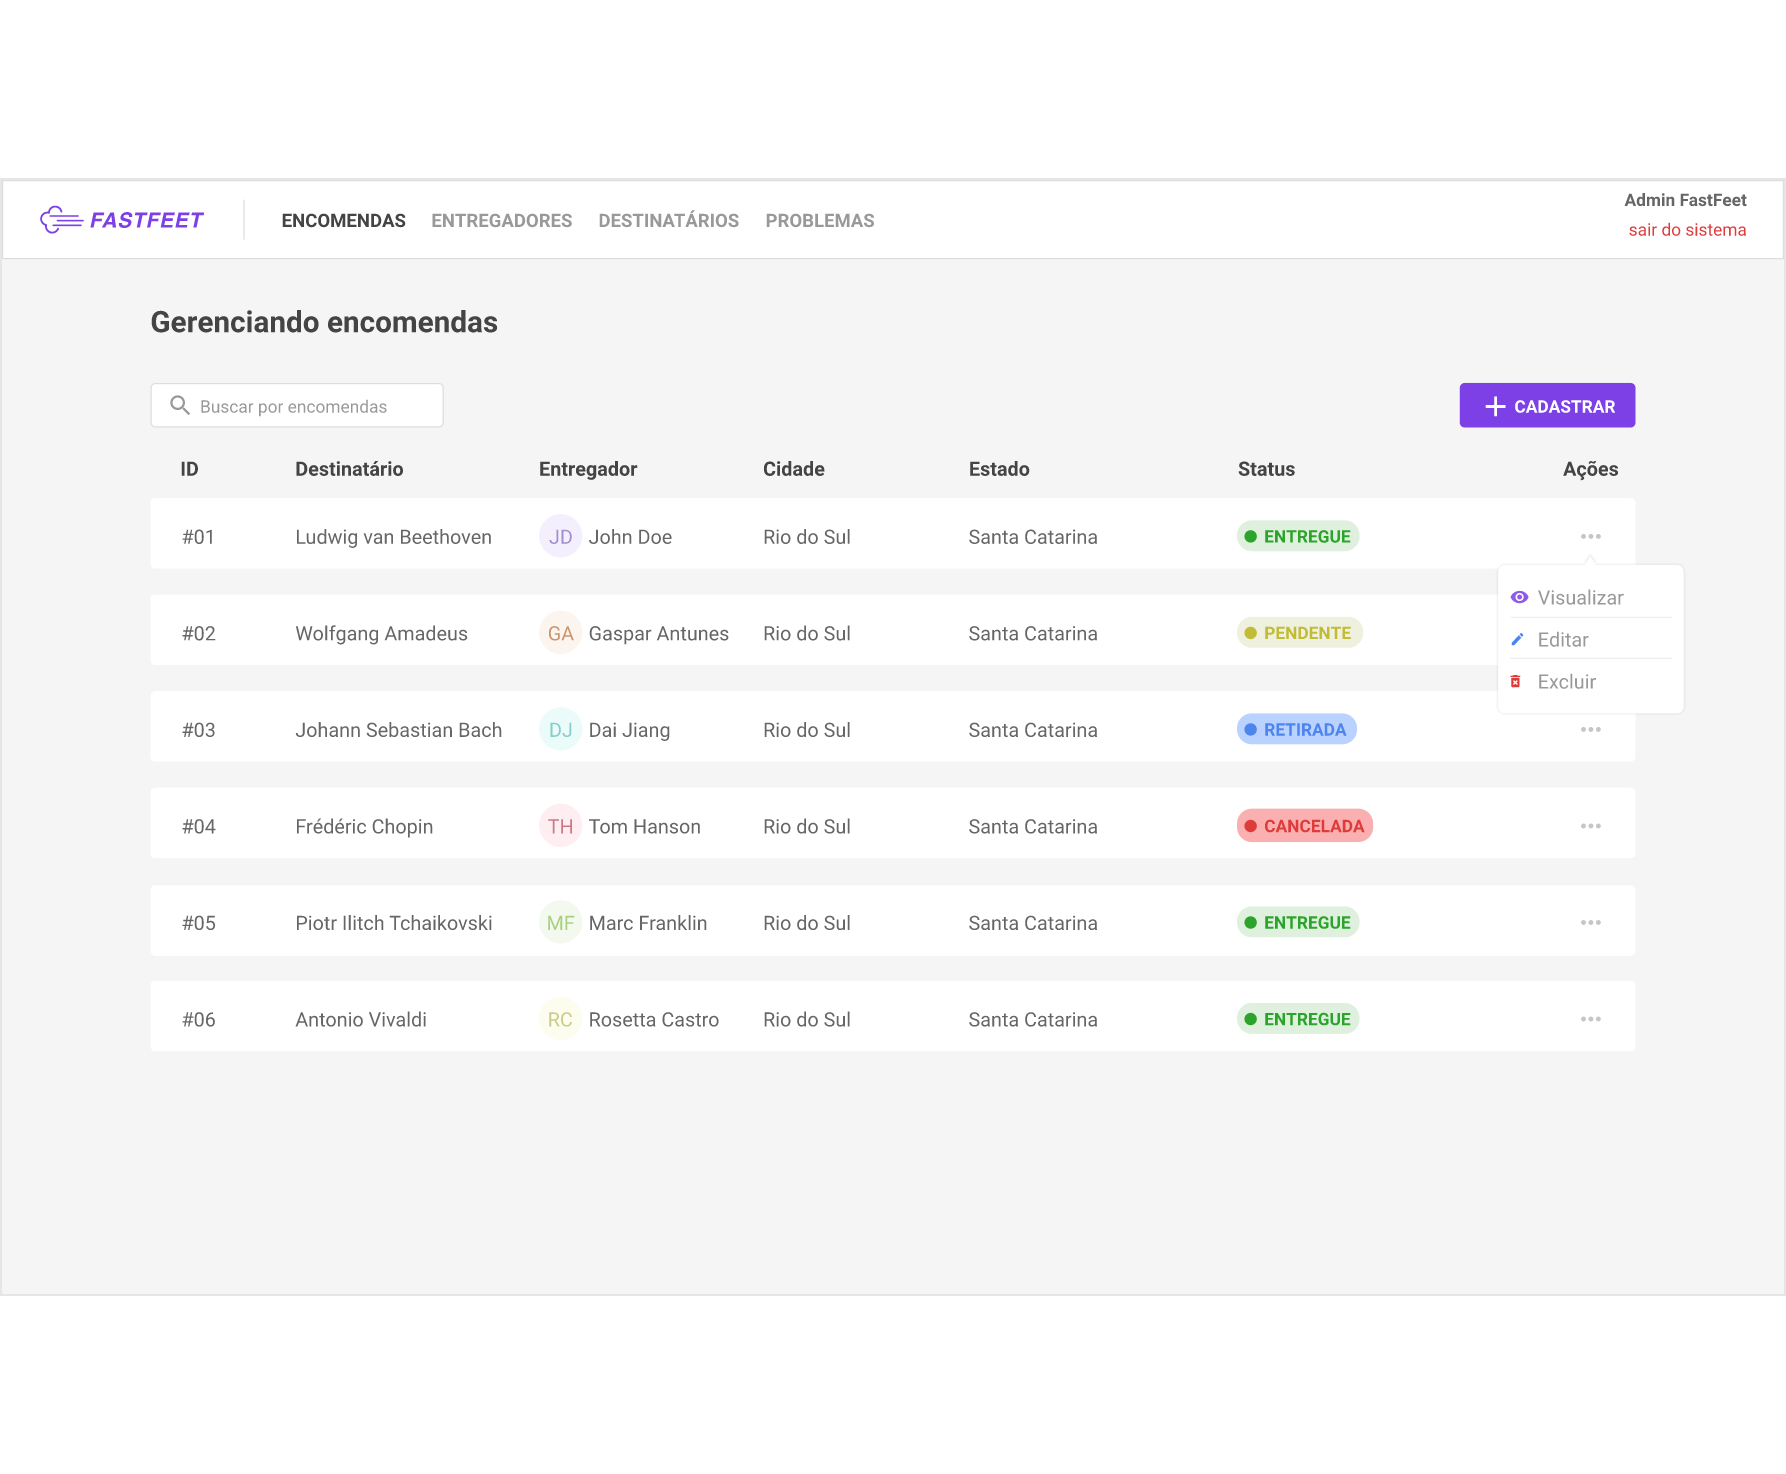 FASTFEET
ENCOMENDAS ENTREGADORES DESTINATÁRIOS PROBLEMAS
Admin FastFeet
sair do sistema
Gerenciando encomendas
Buscar por encomendas
CADASTRAR
ID Destinatário Entregador Cidade Estado Status Ações
#01 Ludwig van Beethoven JD John Doe Rio do Sul Santa Catarina ENTREGUE
Visualizar
Editar
Excluir
#02 Wolfgang Amadeus GA Gaspar Antunes Rio do Sul Santa Catarina PENDENTE
#03 Johann Sebastian Bach DJ Dai Jiang Rio do Sul Santa Catarina RETIRADA
#04 Frédéric Chopin TH Tom Hanson Rio do Sul Santa Catarina CANCELADA
#05 Piotr Ilitch Tchaikovski MF Marc Franklin Rio do Sul Santa Catarina ENTREGUE
#06 Antonio Vivaldi RC Rosetta Castro Rio do Sul Santa Catarina ENTREGUE